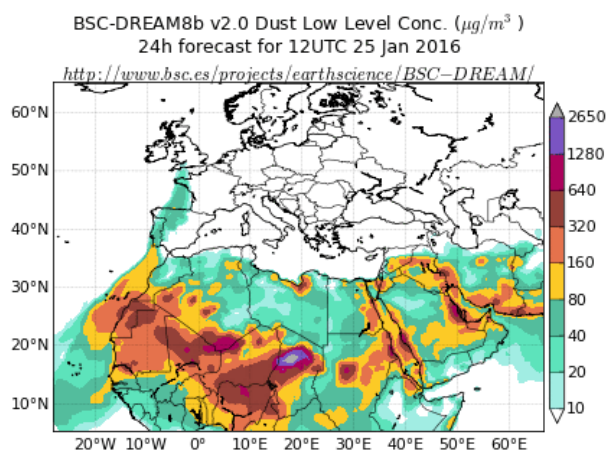 BSC-DREAM8b v2.0 Dust Low Level Conc. (μg/m³ )
24h forecast for 12UTC 25 Jan 2016
http://www.bsc.es/projects/earthscience/BSC−DREAM/
60°N
50°N
40°N
30°N
20°N
10°N
20°W 10°W 0° 10°E 20°E 30°E 40°E 50°E 60°E
2650
1280
640
320
160
80
40
20
10